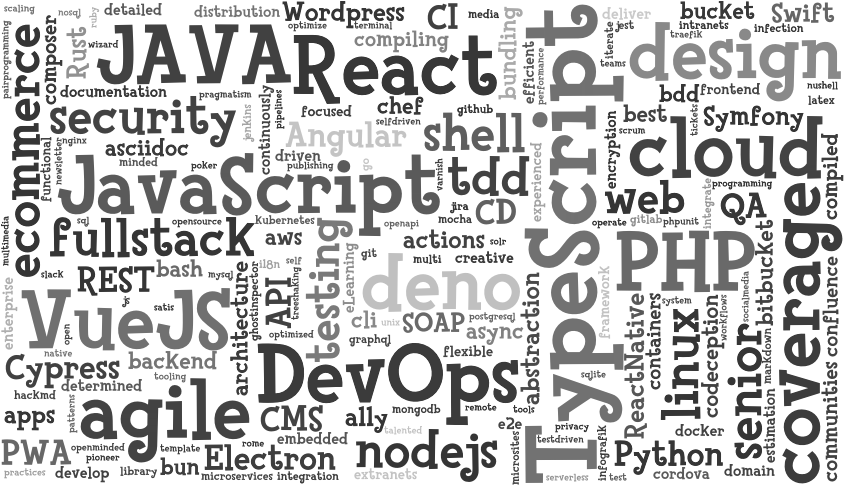 scaling
nosql
ruby
detailed
distribution
Wordpress
CI
media
bundling
deliver
bucket
Swift
pairprogramming
ecommerce
composer
Rust
wizard
JAVA
optimize
terminal
compiling
React
efficient
performance
TypeScript
iterate
jest
teams
intranets
traefik
infection
design
documentation
pragmatism
continuously
pipelines
focused
chef
selfdriven
github
bdd
frontend
nushell
latex
security
jenkins
Angular
shell
encryption
best
scrum
tickets
Symfony
functional
newsletter
nginx
asciidoc
minded
poker
driven
publishing
go
varnish
tdd
experienced
cloud
compiled
JavaScript
web
integrate
programming
QA
jira
mocha
CD
operate
gitlab
phpunit
multimedia
sql
opensource
Kubernetes
openapi
fullstack
aws
testing
eLearning
git
actions
solr
multi
creative
PHP
coverage
slack
REST
bash
mysql
i18n
self
ghostinspector
architecture
API
treeshaking
deno
abstraction
framework
bitbucket
socialmedia
enterprise
VueJS
js
satis
open
optimized
cli
unix
SOAP
postgresql
async
graphql
ReactNative
containers
system
linux
codeception
workflows
senior
markdown
confluence
native
Cypress
backend
tooling
determined
DevOps
flexible
sqlite
hackmd
apps
patterns
agile
CMS
ally
mongodb
remote
tools
talented
e2e
privacy
testdriven
infografik
docker
estimation
communities
PWA
practices
openminded
pioneer
develop
template
library
bun
rome
embedded
Electron
microservices
integration
nodejs
extranets
microsites
serverless
test
Python
cordova
domain